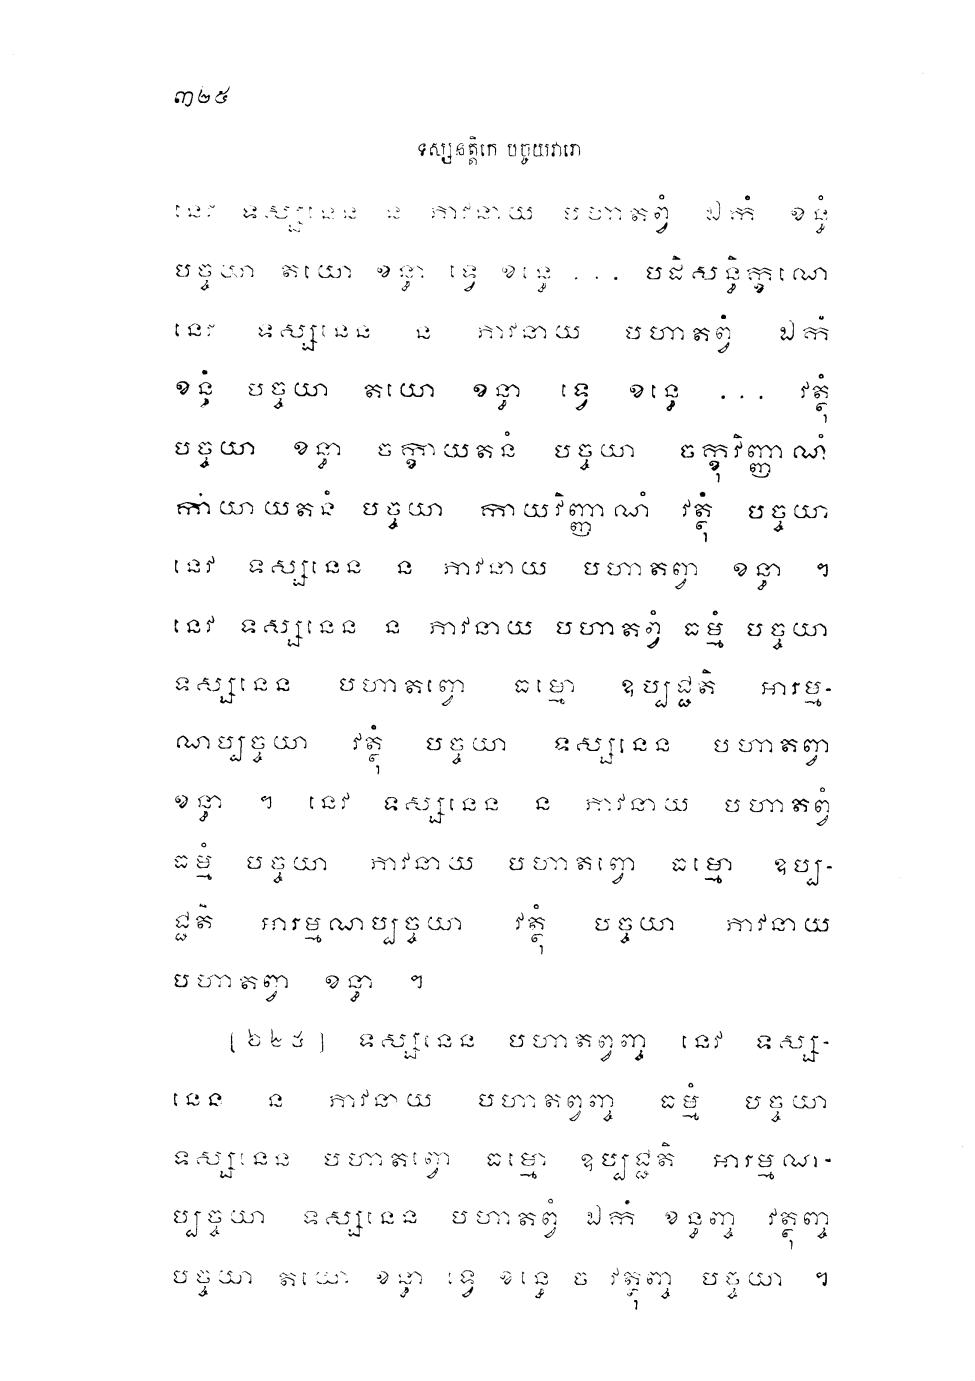 ៣២៥
ទស្សនត្តិកេ បច្ចយវារោ
នេវ ទស្សនេន ន ភាវនាយ បហាតព្វំ ឯកំ ខន្ធំ
បច្ចយា តយោ ខន្ធា ទ្វេ ខន្ធេ ... បដិសន្ធិក្ខណេ
នេវ ទស្សនេន ន ភាវនាយ បហាតព្វំ ឯកំ
ខន្ធំ បច្ចយា តយោ ខន្ធា ទ្វេ ខន្ធេ ... វត្ថុំ
បច្ចយា ខន្ធា ចក្ខាយតនំ បច្ចយា ចក្ខុវិញ្ញាណំ
កាយាយតនំ បច្ចយា កាយវិញ្ញាណំ វត្ថុំ បច្ចយា
នេវ ទស្សនេន ន ភាវនាយ បហាតព្វា ខន្ធា ៗ
នេវ ទស្សនេន ន ភាវនាយ បហាតព្វំ ធម្មំ បច្ចយា
ទស្សនេន បហាតព្វោ ធម្មោ ឧប្បជ្ជតិ អារម្ម-
ណប្បច្ចយា វត្ថុំ បច្ចយា ទស្សនេន បហាតព្វា
ខន្ធា ៗ នេវ ទស្សនេន ន ភាវនាយ បហាតព្វំ
ធម្មំ បច្ចយា ភាវនាយ បហាតព្វោ ធម្មោ ឧប្ប-
ជ្ជតិ អារម្មណប្បច្ចយា វត្ថុំ បច្ចយា ភាវនាយ
បហាតព្វា ខន្ធា ៗ
[៦២៥] ទស្សនេន បហាតព្វញ្ច នេវ ទស្ស-
នេន ន ភាវនាយ បហាតព្វញ្ច ធម្មំ បច្ចយា
ទស្សនេន បហាតព្វោ ធម្មោ ឧប្បជ្ជតិ អារម្មណ-
ប្បច្ចយា ទស្សនេន បហាតព្វំ ឯកំ ខន្ធញ្ច វត្ថុញ្ច
បច្ចយា តយោ ខន្ធា ទ្វេ ខន្ធេ ច វត្ថុញ្ច បច្ចយា ៗ